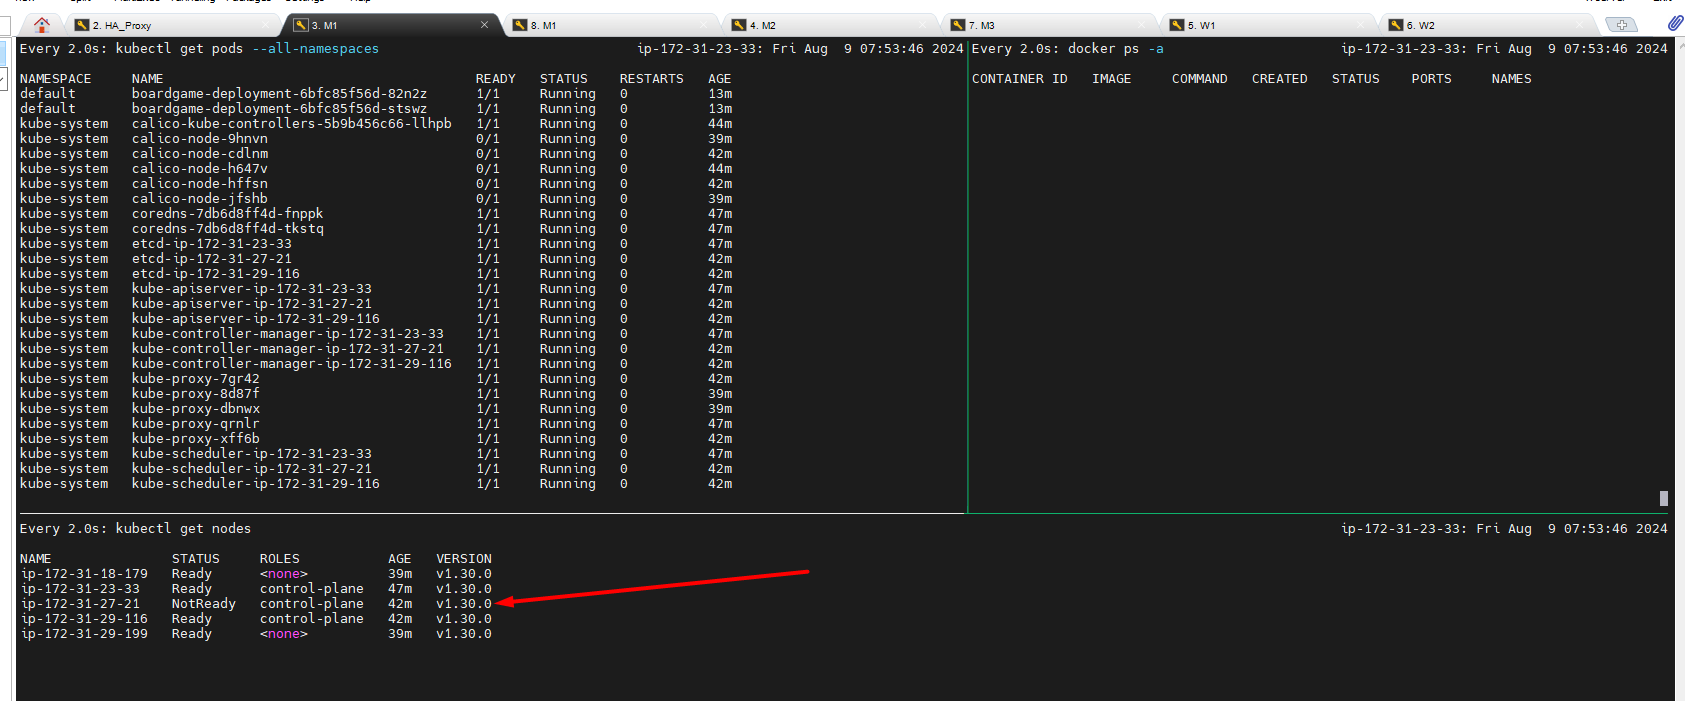 2. HA_Proxy 3. M1 8. M1 4. M2 7. M3 5. W1 6. W2
Every 2.0s: kubectl get pods --all-namespaces ip-172-31-23-33: Fri Aug  9 07:53:46 2024
NAMESPACE NAME READY STATUS RESTARTS AGE
default boardgame-deployment-6bfc85f56d-82n2z 1/1 Running 0 13m
default boardgame-deployment-6bfc85f56d-stswz 1/1 Running 0 13m
kube-system calico-kube-controllers-5b9b456c66-llhpb 1/1 Running 0 44m
kube-system calico-node-9hnvn 0/1 Running 0 39m
kube-system calico-node-cdlnm 0/1 Running 0 42m
kube-system calico-node-h647v 0/1 Running 0 44m
kube-system calico-node-hffsn 0/1 Running 0 42m
kube-system calico-node-jfshb 0/1 Running 0 39m
kube-system coredns-7db6d8ff4d-fnppk 1/1 Running 0 47m
kube-system coredns-7db6d8ff4d-tkstq 1/1 Running 0 47m
kube-system etcd-ip-172-31-23-33 1/1 Running 0 47m
kube-system etcd-ip-172-31-27-21 1/1 Running 0 42m
kube-system etcd-ip-172-31-29-116 1/1 Running 0 42m
kube-system kube-apiserver-ip-172-31-23-33 1/1 Running 0 47m
kube-system kube-apiserver-ip-172-31-27-21 1/1 Running 0 42m
kube-system kube-apiserver-ip-172-31-29-116 1/1 Running 0 42m
kube-system kube-controller-manager-ip-172-31-23-33 1/1 Running 0 47m
kube-system kube-controller-manager-ip-172-31-27-21 1/1 Running 0 42m
kube-system kube-controller-manager-ip-172-31-29-116 1/1 Running 0 42m
kube-system kube-proxy-7gr42 1/1 Running 0 42m
kube-system kube-proxy-8d87f 1/1 Running 0 39m
kube-system kube-proxy-dbnwx 1/1 Running 0 39m
kube-system kube-proxy-qrnlr 1/1 Running 0 47m
kube-system kube-proxy-xff6b 1/1 Running 0 42m
kube-system kube-scheduler-ip-172-31-23-33 1/1 Running 0 47m
kube-system kube-scheduler-ip-172-31-27-21 1/1 Running 0 42m
kube-system kube-scheduler-ip-172-31-29-116 1/1 Running 0 42m
Every 2.0s: docker ps -a ip-172-31-23-33: Fri Aug  9 07:53:46 2024
CONTAINER ID IMAGE COMMAND CREATED STATUS PORTS NAMES
Every 2.0s: kubectl get nodes ip-172-31-23-33: Fri Aug  9 07:53:46 2024
NAME STATUS ROLES AGE VERSION
ip-172-31-18-179 Ready <none> 39m v1.30.0
ip-172-31-23-33 Ready control-plane 47m v1.30.0
ip-172-31-27-21 NotReady control-plane 42m v1.30.0
ip-172-31-29-116 Ready control-plane 42m v1.30.0
ip-172-31-29-199 Ready <none> 39m v1.30.0